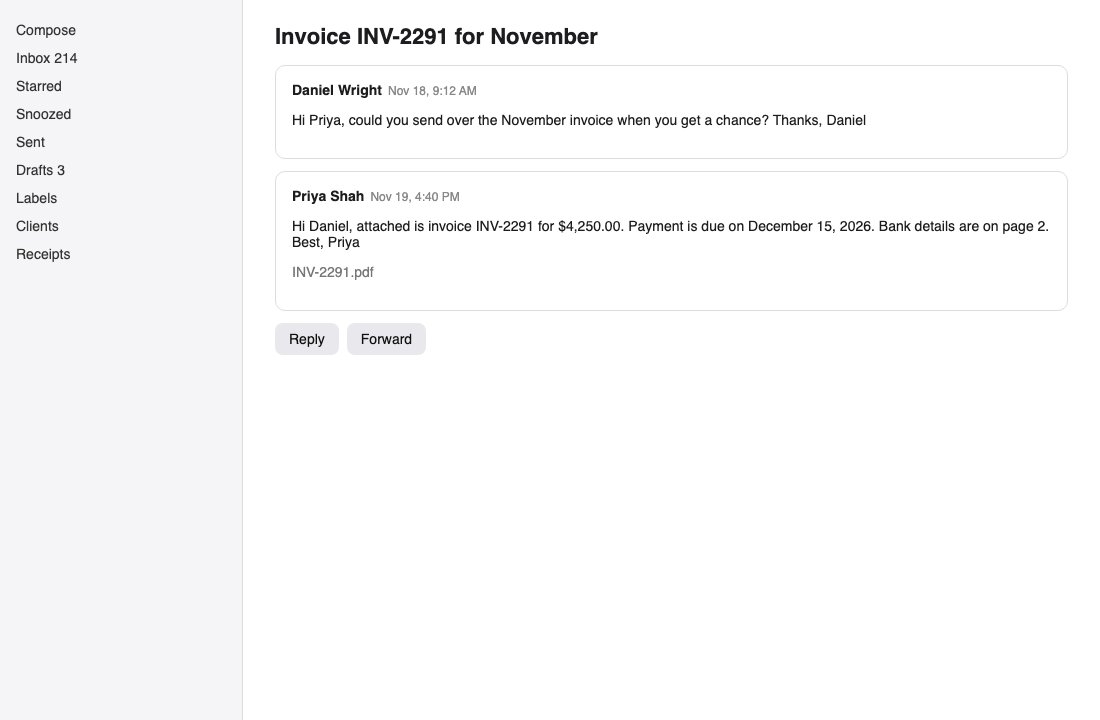 Compose
Inbox 214
Starred
Snoozed
Sent
Drafts 3
Labels
Clients
Receipts
Invoice INV-2291 for November
Daniel Wright Nov 18, 9:12 AM
Hi Priya, could you send over the November invoice when you get a chance? Thanks, Daniel
Priya Shah Nov 19, 4:40 PM
Hi Daniel, attached is invoice INV-2291 for $4,250.00. Payment is due on December 15, 2026. Bank details are on page 2.
Best, Priya
INV-2291.pdf
Reply Forward